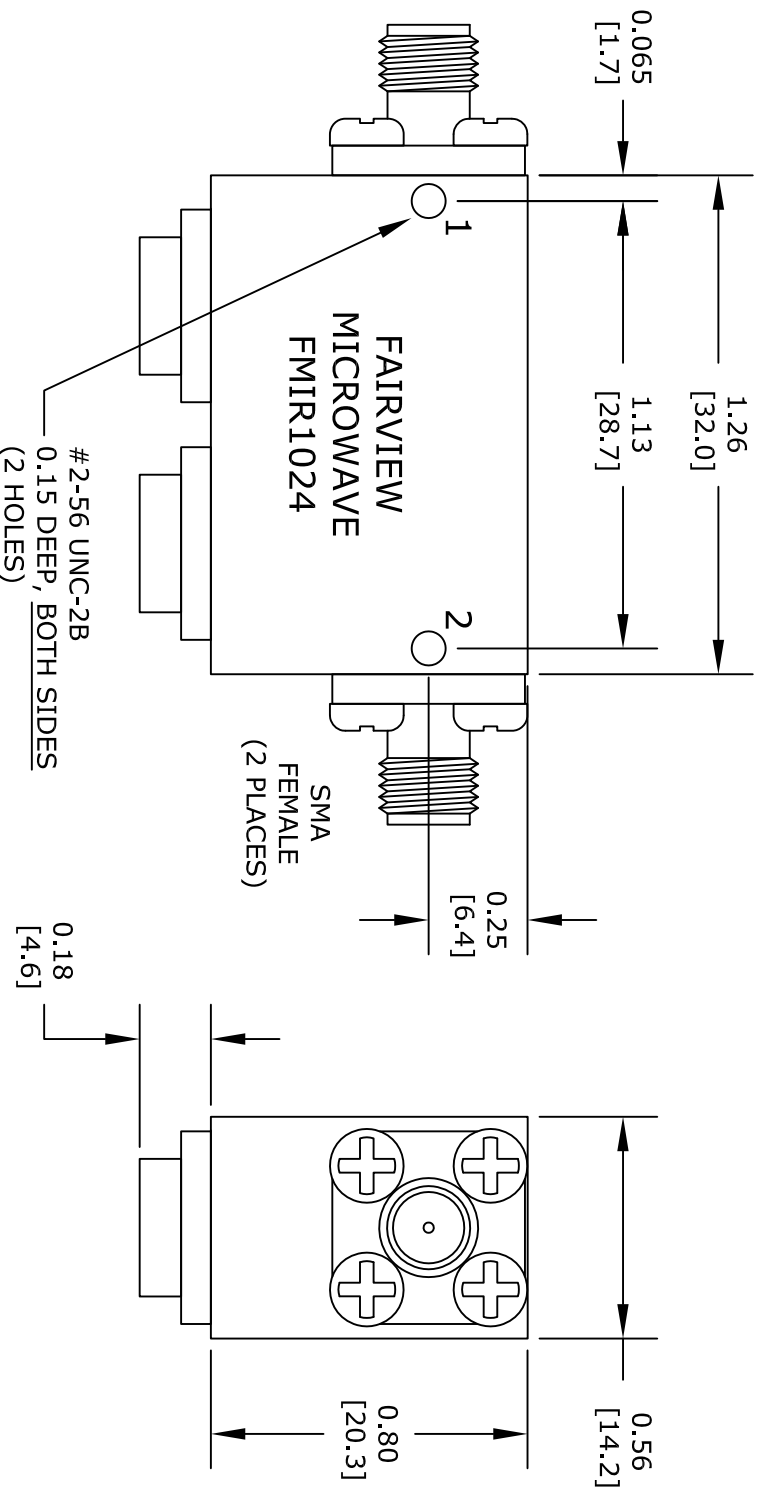 1.26
[32.0]
0.065
[1.7]
1.13
[28.7]
1
2
FAIRVIEW
MICROWAVE
FMIR1024
#2-56 UNC-2B
0.15 DEEP, BOTH SIDES
(2 HOLES)
SMA
FEMALE
(2 PLACES)
0.25
[6.4]
0.18
[4.6]
0.56
[14.2]
0.80
[20.3]